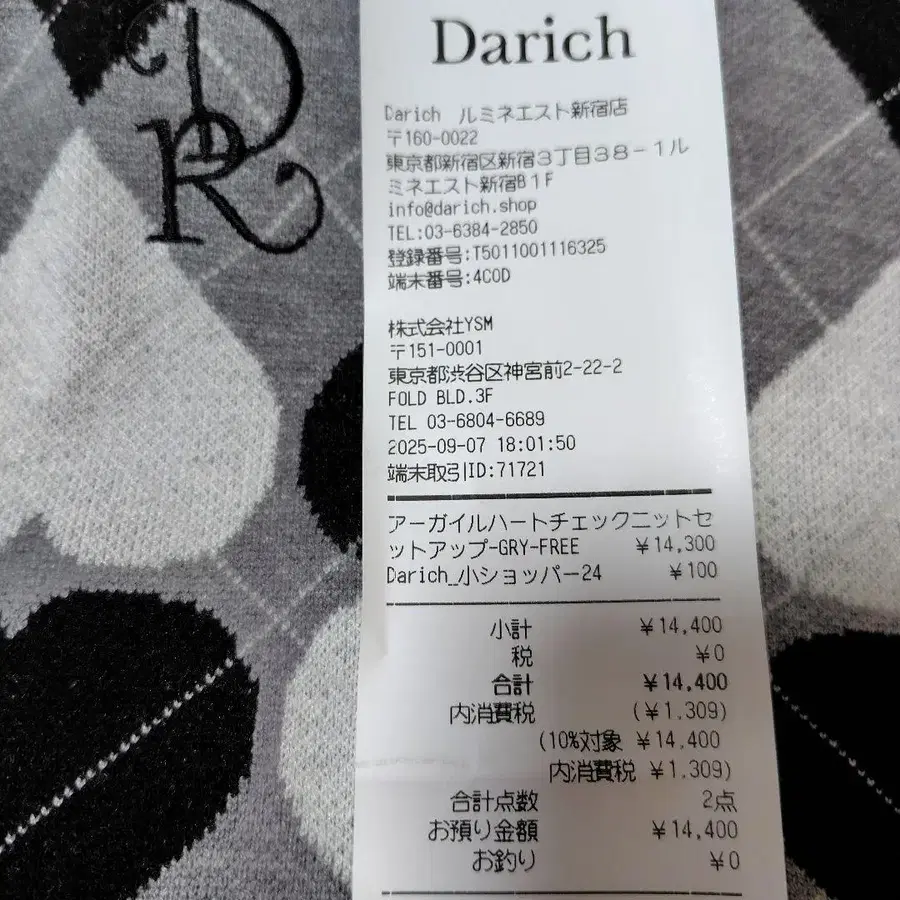 DR
Darich
Darich ルミネエスト新宿店
〒160-0022
東京都新宿区新宿3丁目38-1ル
ミネエスト新宿B1F
info@darich.shop
TEL:03-6384-2850
登録番号:T5011001116325
端末番号:4C0D
株式会社YSM
〒151-0001
東京都渋谷区神宮前2-22-2
FOLD BLD.3F
TEL 03-6804-6689
2025-09-07 18:01:50
端末取引ID:71721
アーガイルハートチェックニットセ
ットアップ-GRY-FREE ¥14,300
Darich_小ショッパー24 ¥100
小計 ¥14,400
税 ¥0
合計 ¥14,400
内消費税 (¥1,309)
(10%対象 ¥14,400
内消費税 ¥1,309)
合計点数 2点
お預り金額 ¥14,400
お釣り ¥0